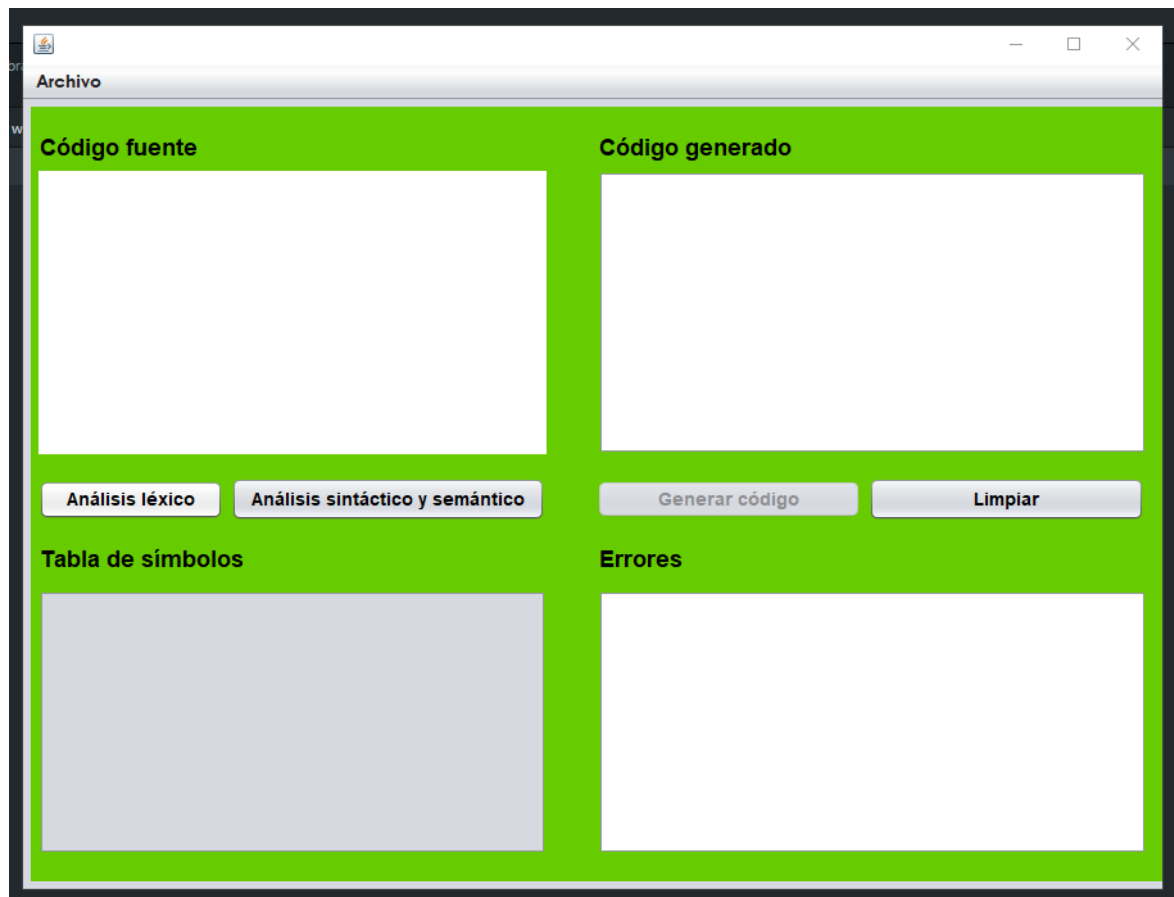 Archivo
Código fuente
Código generado
Análisis léxico
Análisis sintáctico y semántico
Generar código
Limpiar
Tabla de símbolos
Errores